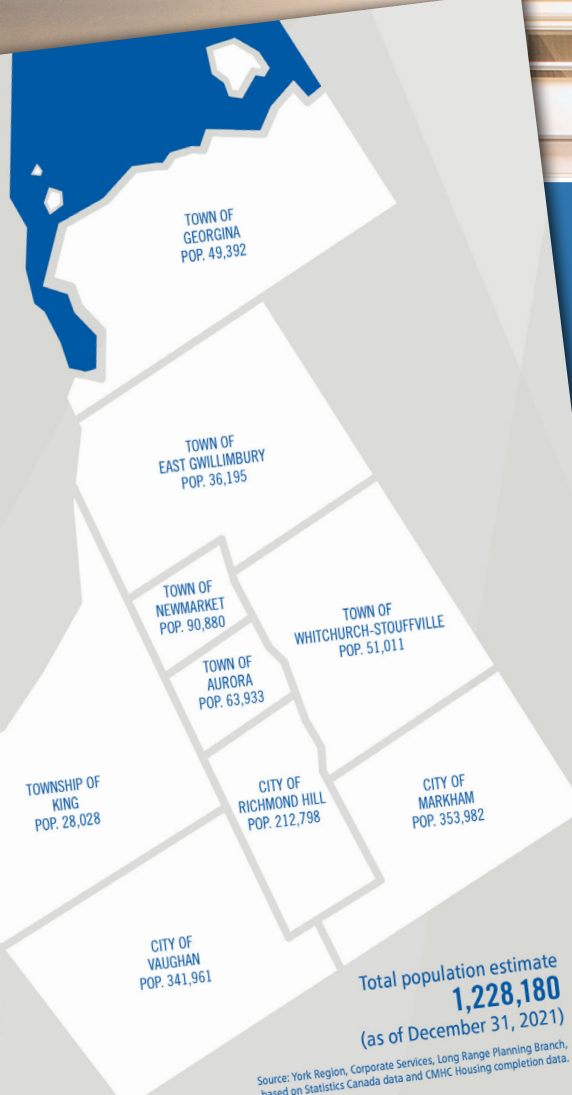 TOWN OF
GEORGINA
POP. 49,392
TOWN OF
EAST GWILLIMBURY
POP. 36,195
TOWN OF
NEWMARKET
POP. 90,880
TOWN OF
WHITCHURCH-STOUFFVILLE
POP. 51,011
TOWN OF
AURORA
POP. 63,933
TOWNSHIP OF
KING
POP. 28,028
CITY OF
RICHMOND HILL
POP. 212,798
CITY OF
MARKHAM
POP. 353,982
CITY OF
VAUGHAN
POP. 341,961
Total population estimate
1,228,180
(as of December 31, 2021)
Source: York Region, Corporate Services, Long Range Planning Branch,
based on Statistics Canada data and CMHC Housing completion data.